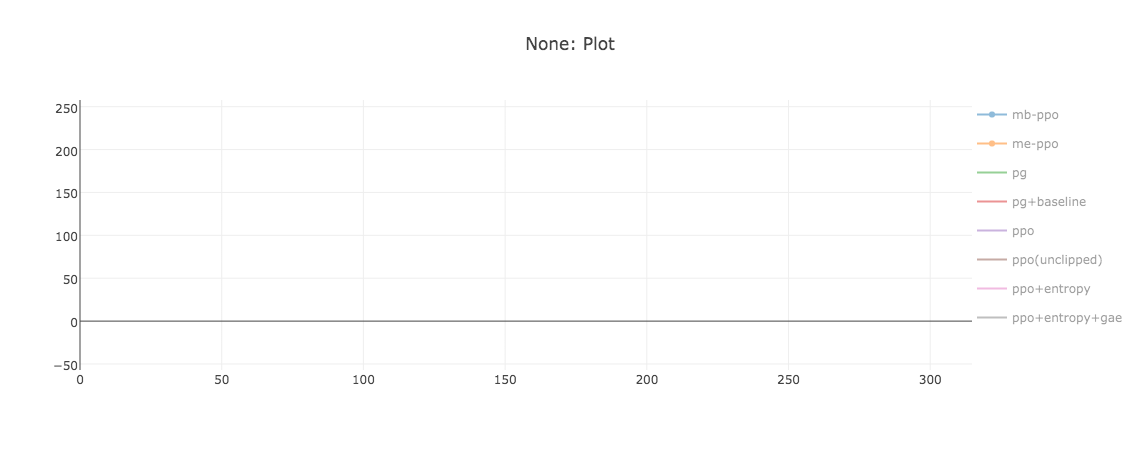 None: Plot
250
200
150
100
50
0
−50
0 50 100 150 200 250 300
mb-ppo
me-ppo
pg
pg+baseline
ppo
ppo(unclipped)
ppo+entropy
ppo+entropy+gae